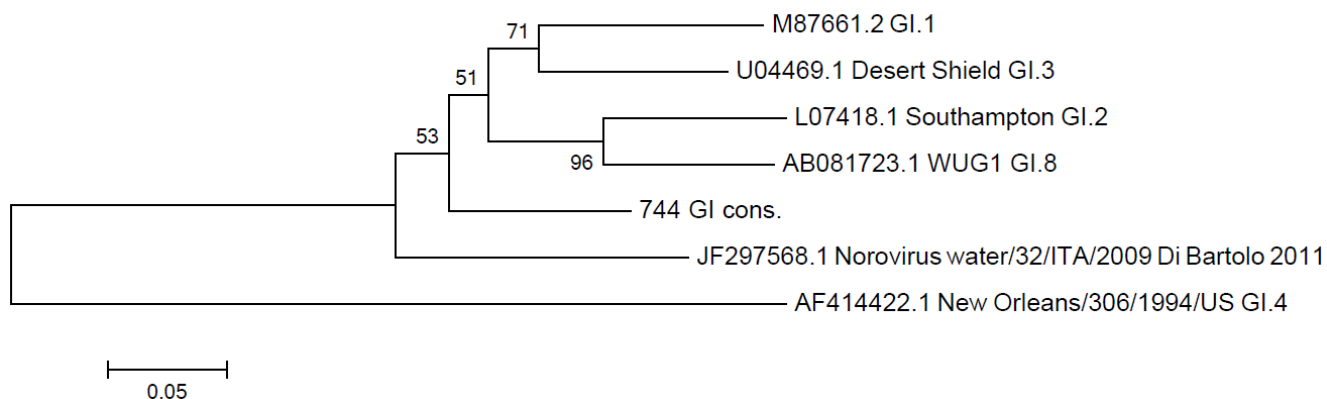 71
M87661.2 GI.1
U04469.1 Desert Shield GI.3
51
L07418.1 Southampton GI.2
53
96
AB081723.1 WUG1 GI.8
744 GI cons.
JF297568.1 Norovirus water/32/ITA/2009 Di Bartolo 2011
AF414422.1 New Orleans/306/1994/US GI.4
0.05